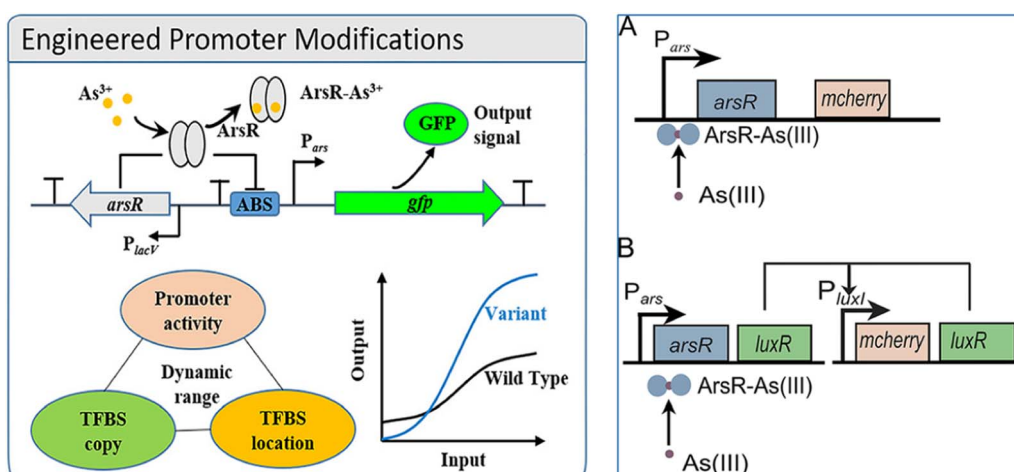 Engineered Promoter Modifications
As³⁺
ArsR-As³⁺
ArsR
GFP
Output
signal
Pars
arsR
ABS
gfp
PlacV
Promoter
activity
Dynamic
range
TFBS
copy
TFBS
location
Output
Variant
Wild Type
Input
A
Pars
arsR
mcherry
ArsR-As(III)
As(III)
B
Pars
PluxI
arsR
luxR
mcherry
luxR
ArsR-As(III)
As(III)